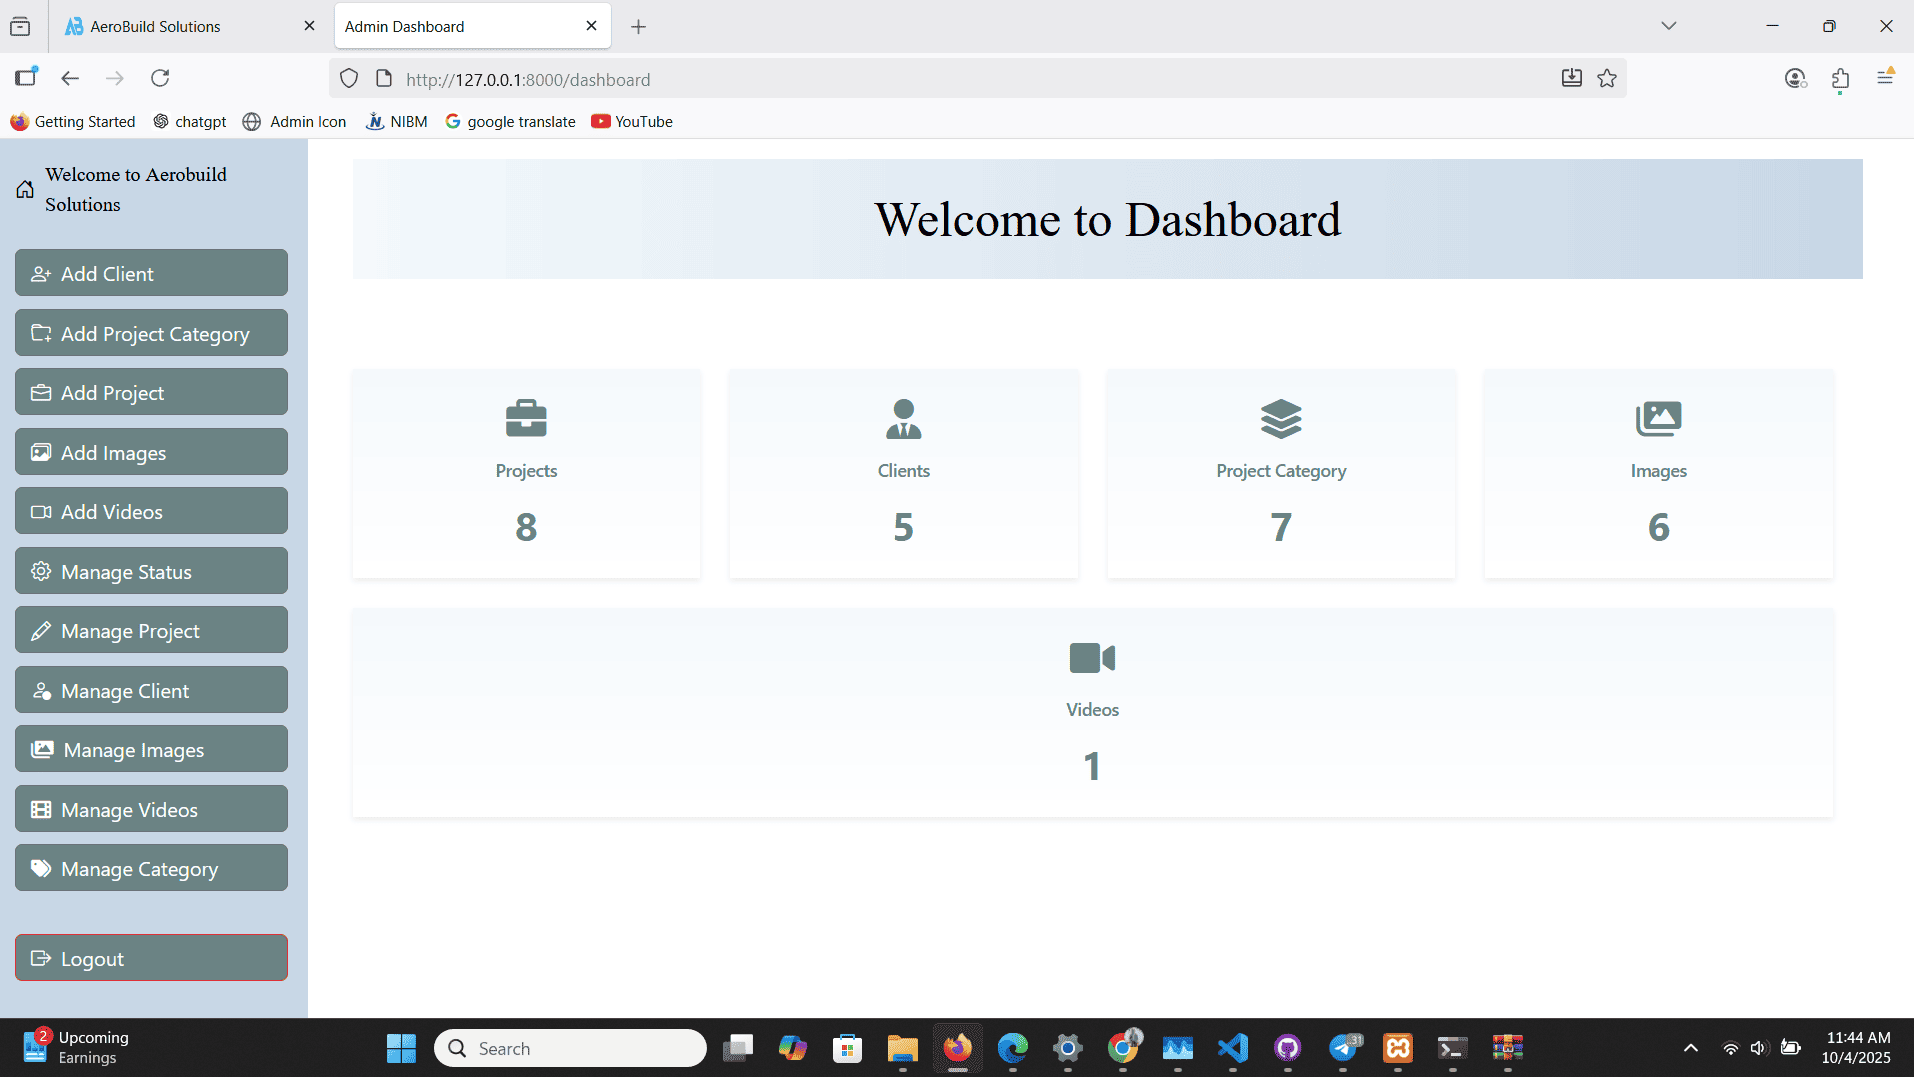 AeroBuild Solutions
Admin Dashboard
http://127.0.0.1:8000/dashboard
Getting Started
chatgpt
Admin Icon
NIBM
google translate
YouTube
Welcome to Aerobuild
Solutions
Add Client
Add Project Category
Add Project
Add Images
Add Videos
Manage Status
Manage Project
Manage Client
Manage Images
Manage Videos
Manage Category
Logout
Welcome to Dashboard
Projects
8
Clients
5
Project Category
7
Images
6
Videos
1
2
Upcoming
Earnings
Search
31
11:44 AM
10/4/2025